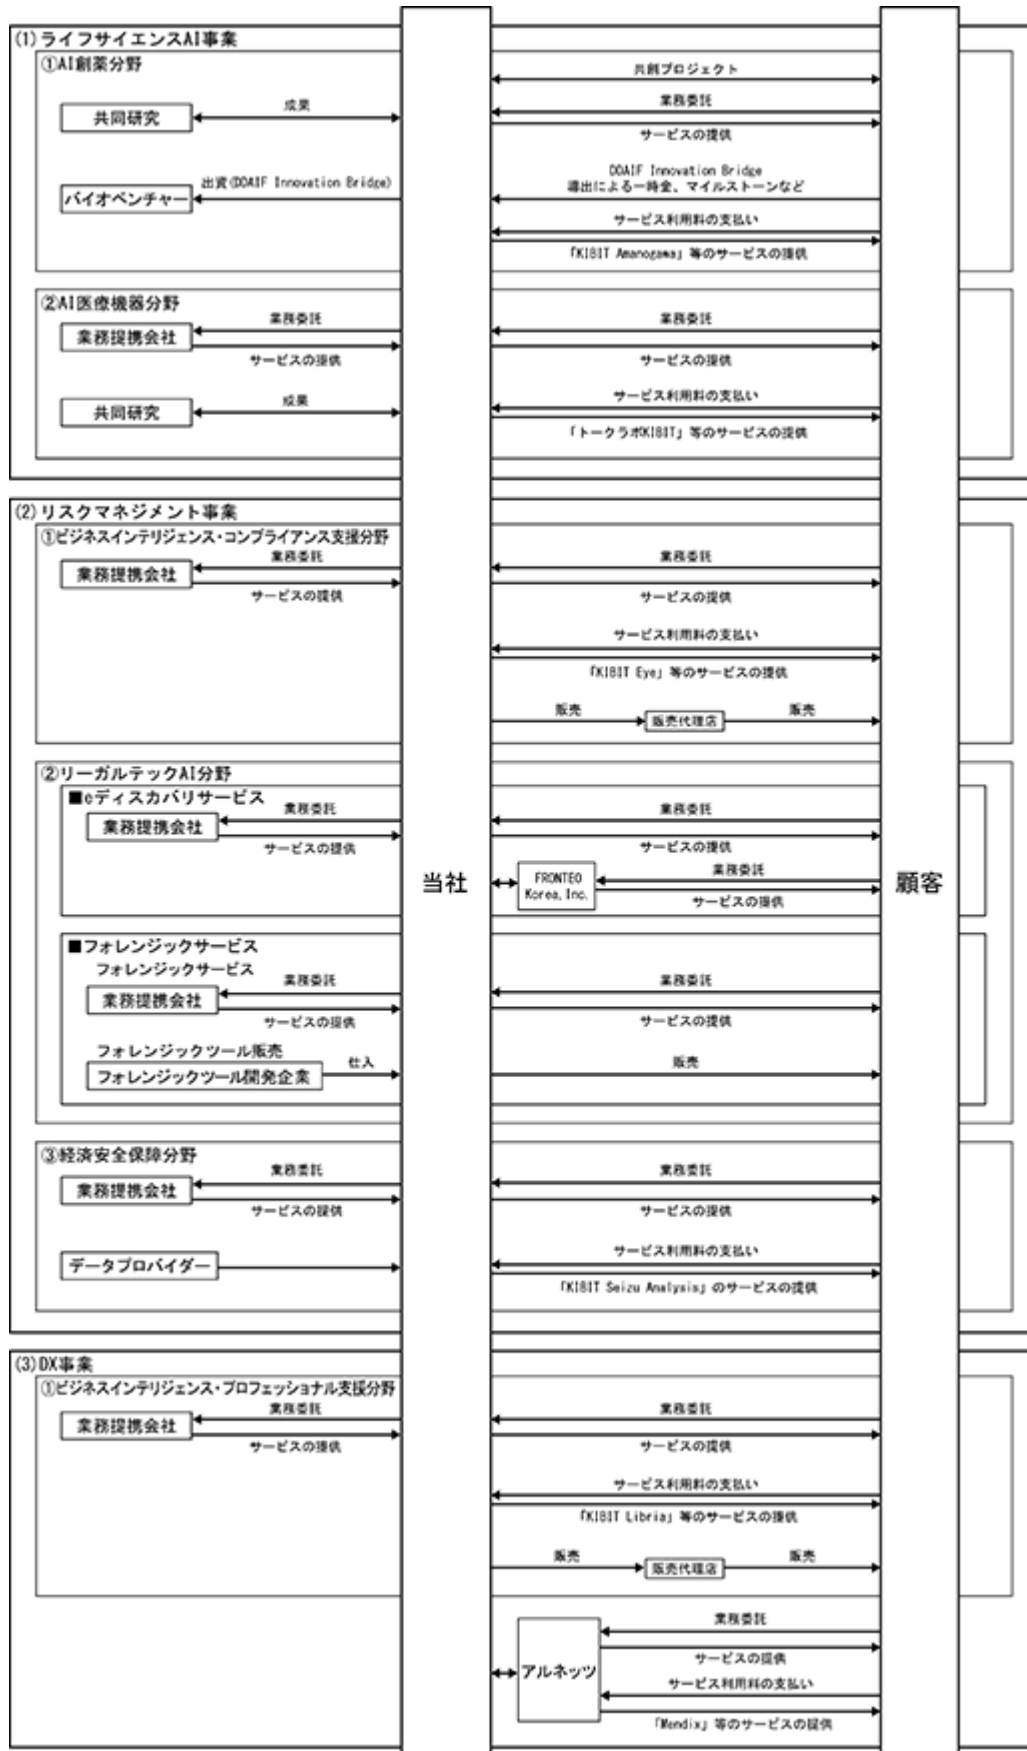 (1)ライフサイエンスAI事業
①AI創薬分野
共創プロジェクト
業務委託
成果
共同研究
サービスの提供
DDAIF Innovation Bridge
出資(DDAIF Innovation Bridge)
導出による一時金、マイルストーンなど
バイオベンチャー
サービス利用料の支払い
「KIBIT Amanogawa」等のサービスの提供
②AI医療機器分野
業務委託
業務委託
業務提携会社
サービスの提供
サービスの提供
サービス利用料の支払い
成果
共同研究
「トークラボKIBIT」等のサービスの提供
(2)リスクマネジメント事業
①ビジネスインテリジェンス・コンプライアンス支援分野
業務委託
業務委託
業務提携会社
サービスの提供
サービスの提供
サービス利用料の支払い
「KIBIT Eye」等のサービスの提供
販売
販売代理店
販売
②リーガルテックAI分野
■eディスカバリサービス
業務委託
業務委託
業務提携会社
サービスの提供
サービスの提供
当社
FRONTEO
Korea,Inc.
業務委託
サービスの提供
顧客
■フォレンジックサービス
フォレンジックサービス
業務委託
業務委託
業務提携会社
サービスの提供
サービスの提供
フォレンジックツール販売
仕入
販売
フォレンジックツール開発企業
③経済安全保障分野
業務委託
業務委託
業務提携会社
サービスの提供
サービスの提供
サービス利用料の支払い
データプロバイダー
「KIBIT Seizu Analysis」のサービスの提供
(3)DX事業
①ビジネスインテリジェンス・プロフェッショナル支援分野
業務委託
業務委託
業務提携会社
サービスの提供
サービスの提供
サービス利用料の支払い
「KIBIT Libria」等のサービスの提供
販売
販売代理店
販売
業務委託
サービスの提供
アルネッツ
サービス利用料の支払い
「Mendix」等のサービスの提供